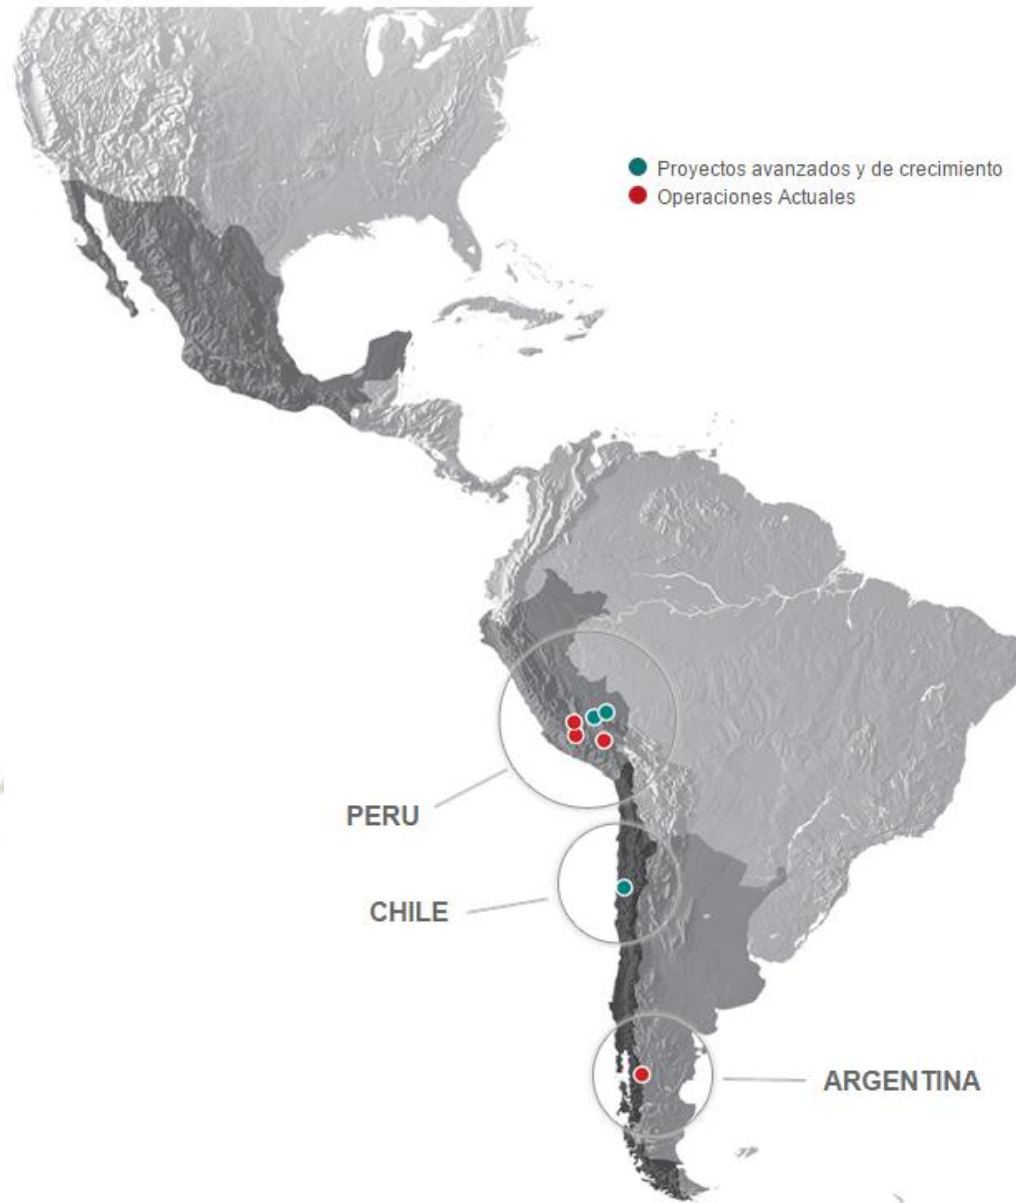 Proyectos avanzados y de crecimiento
Operaciones Actuales
PERU
CHILE
ARGENTINA